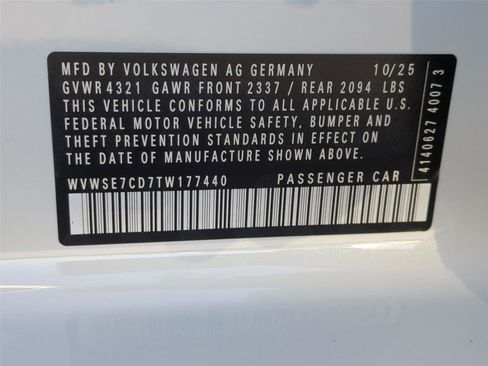 MFD BY VOLKSWAGEN AG GERMANY 10/25
GVWR 4321 GAWR FRONT 2337 / REAR 2094 LBS
THIS VEHICLE CONFORMS TO ALL APPLICABLE U.S.
FEDERAL MOTOR VEHICLE SAFETY, BUMPER AND
THEFT PREVENTION STANDARDS IN EFFECT
ON THE DATE OF MANUFACTURE SHOWN ABOVE.
WVWSE7CD7TW177440 PASSENGER CAR
4140627 4007 3